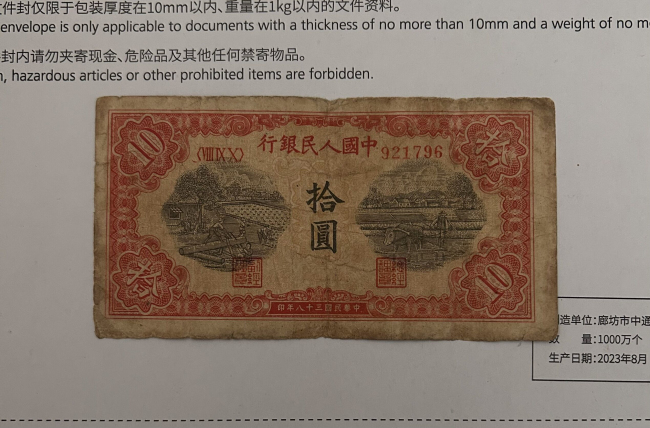 文件封仅限于包装厚度在10mm以内、重量在1kg以内的文件资料。
envelope is only applicable to documents with a thickness of no more than 10mm and a weight of no m
封内请勿夹寄现金、危险品及其他任何禁寄物品。
hazardous articles or other prohibited items are forbidden.
10
行銀民人國中
拾
〈VIII IX X〉
921796
拾圓
拾
10
印年八十三國民華中
造单位:廊坊市中通
数 量:1000万个
生产日期:2023年8月